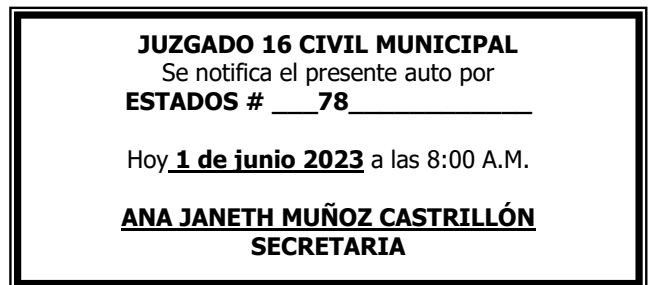 JUZGADO 16 CIVIL MUNICIPAL
Se notifica el presente auto por
ESTADOS # ___78____________
Hoy 1 de junio 2023 a las 8:00 A.M.
ANA JANETH MUÑOZ CASTRILLÓN
SECRETARIA